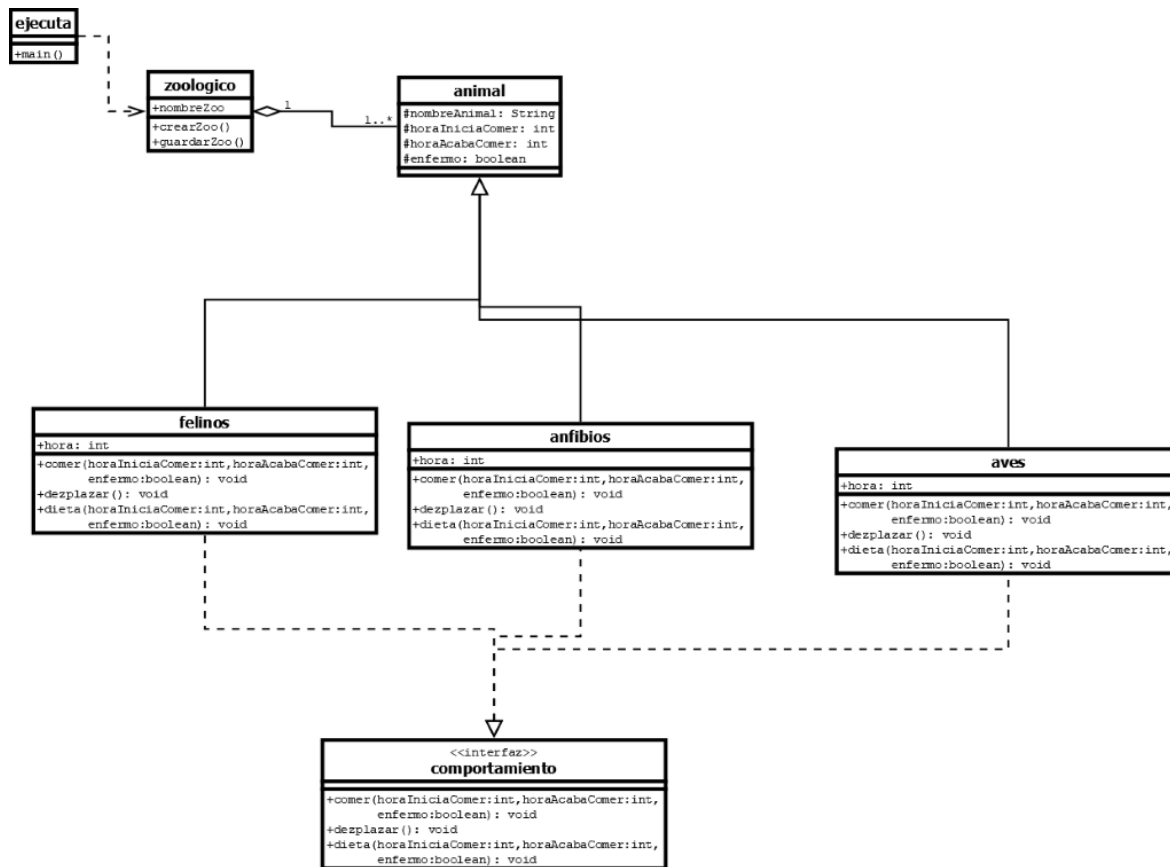 ejecuta
+main()
zoologico
+nombreZoo
+crearZoo()
+guardarZoo()
1
1..*
animal
#nombreAnimal: String
#horaIniciaComer: int
#horaAcabaComer: int
#enfermo: boolean
felinos
+hora: int
+comer(horaIniciaComer:int,horaAcabaComer:int,
enfermo:boolean): void
+dezplazar(): void
+dieta(horaIniciaComer:int,horaAcabaComer:int,
enfermo:boolean): void
anfibios
+hora: int
+comer(horaIniciaComer:int,horaAcabaComer:int,
enfermo:boolean): void
+dezplazar(): void
+dieta(horaIniciaComer:int,horaAcabaComer:int,
enfermo:boolean): void
aves
+hora: int
+comer(horaIniciaComer:int,horaAcabaComer:int,
enfermo:boolean): void
+dezplazar(): void
+dieta(horaIniciaComer:int,horaAcabaComer:int,
enfermo:boolean): void
<<interfaz>>
comportamiento
+comer(horaIniciaComer:int,horaAcabaComer:int,
enfermo:boolean): void
+dezplazar(): void
+dieta(horaIniciaComer:int,horaAcabaComer:int,
enfermo:boolean): void